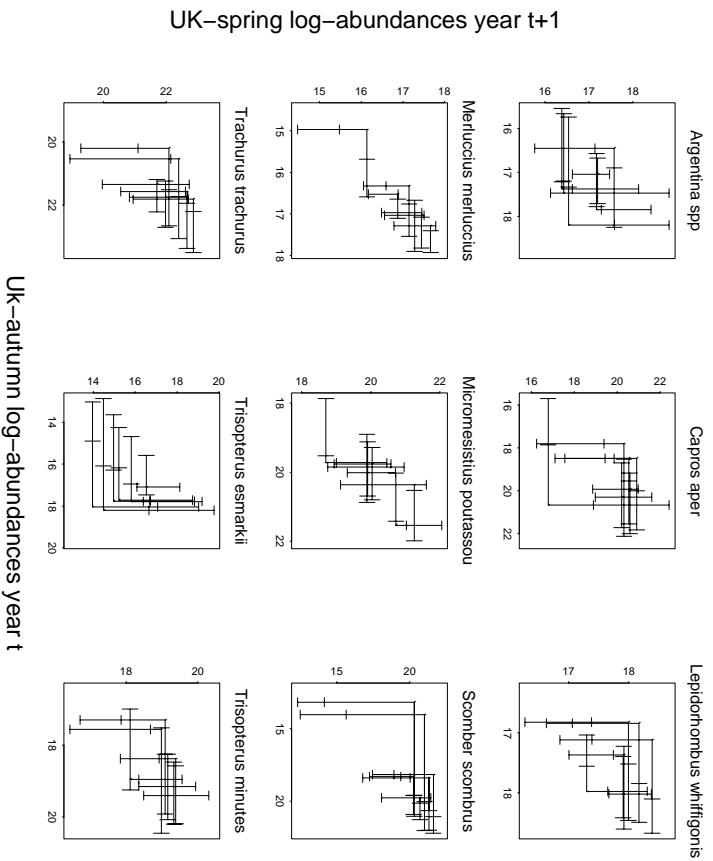 UK−spring log−abundances year t+1
Argentina spp
16 17 18
16 17 18
Capros aper
16 18 20 22
16 18 20 22
Lepidorhombus whiffigonis
17 18
17 18
Merluccius merluccius
15 16 17 18
15 16 17 18
Micromesistius poutassou
18 20 22
18 20 22
Scomber scombrus
15 20
15 20
Trachurus trachurus
20 22
20 22
Trisopterus esmarkii
14 16 18 20
14 16 18 20
Trisopterus minutes
18 20
18 20
Uk−autumn log−abundances year t